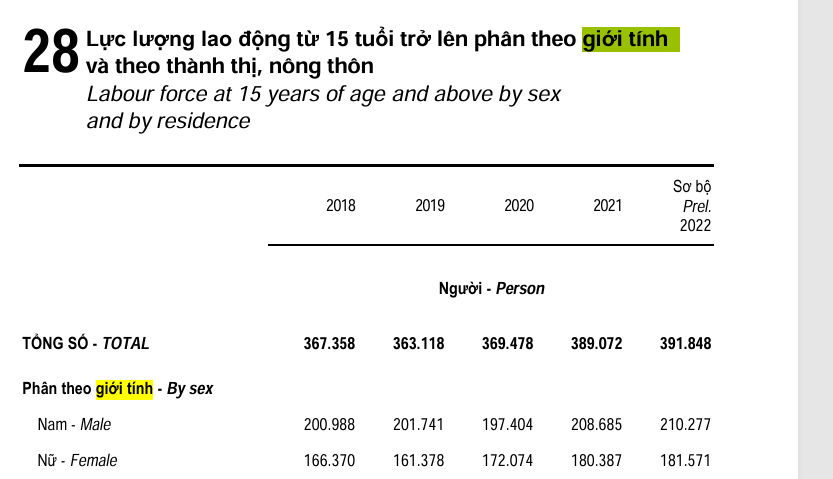 28 Lực lượng lao động từ 15 tuổi trở lên phân theo giới tính
và theo thành thị, nông thôn
Labour force at 15 years of age and above by sex
and by residence
Sơ bộ
2018 2019 2020 2021 Prel.
2022
Người - Person
TỔNG SỐ - TOTAL 367.358 363.118 369.478 389.072 391.848
Phân theo giới tính - By sex
Nam - Male 200.988 201.741 197.404 208.685 210.277
Nữ - Female 166.370 161.378 172.074 180.387 181.571